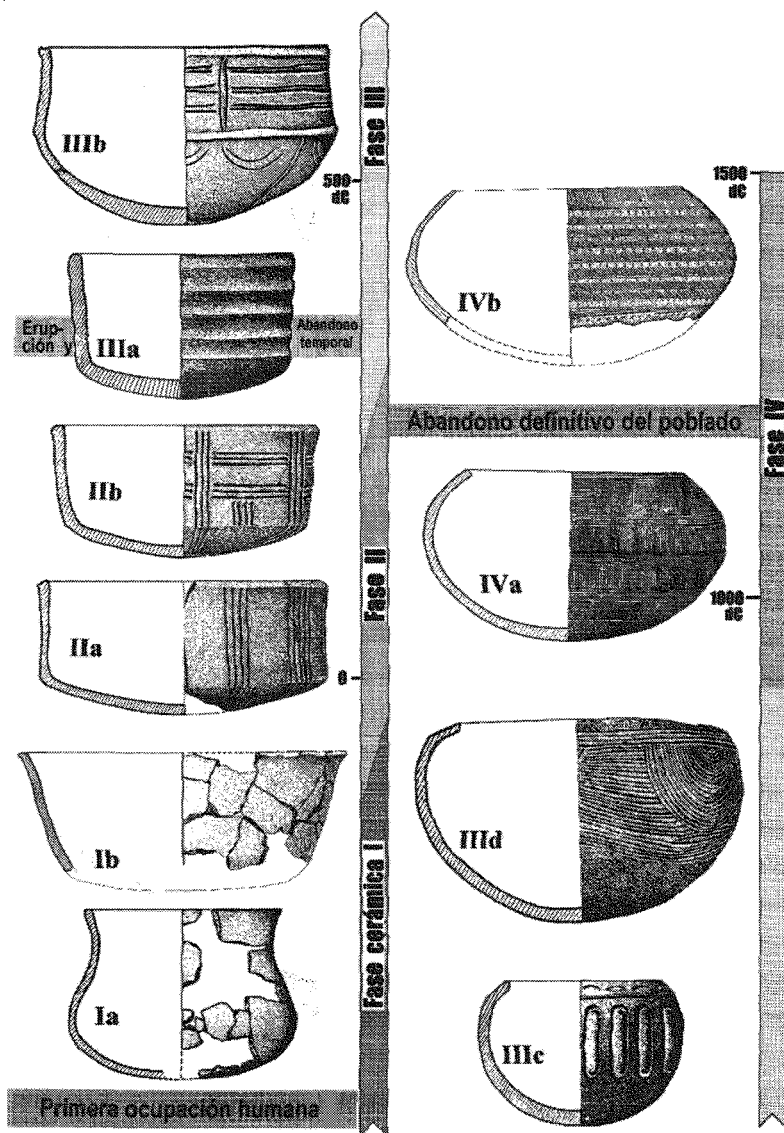 IIIb
Fase III
500
dC
Erup-
ción y
IIIa
Abandono
temporal
IIb
Fase II
IIa
0
Ib
Fase cerámica I
Ia
Primera ocupación humana
1500
dC
IVb
Fase IV
Abandono definitivo del poblado
IVa
1000
dC
IIId
IIIc